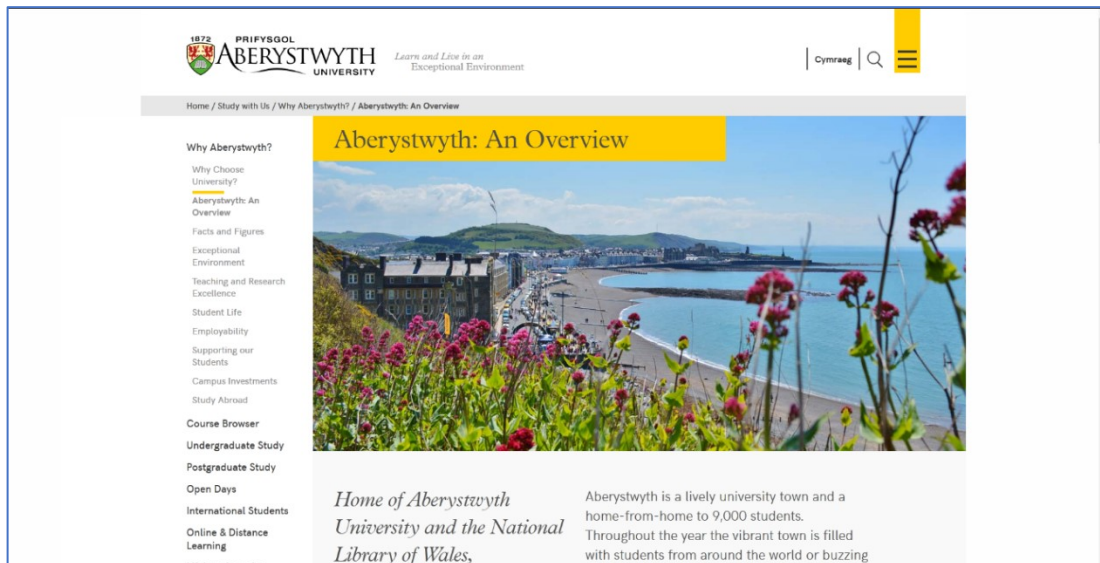 1872 PRIFYSGOL
ABERYSTWYTH
UNIVERSITY
Learn and Live in an
Exceptional Environment
Cymraeg
Home / Study with Us / Why Aberystwyth? / Aberystwyth: An Overview
Why Aberystwyth?
Why Choose
University?
Aberystwyth: An
Overview
Facts and Figures
Exceptional
Environment
Teaching and Research
Excellence
Student Life
Employability
Supporting our
Students
Campus Investments
Study Abroad
Course Browser
Undergraduate Study
Postgraduate Study
Open Days
International Students
Online & Distance
Learning
Aberystwyth: An Overview
Home of Aberystwyth
University and the National
Library of Wales,
Aberystwyth is a lively university town and a
home-from-home to 9,000 students.
Throughout the year the vibrant town is filled
with students from around the world or buzzing